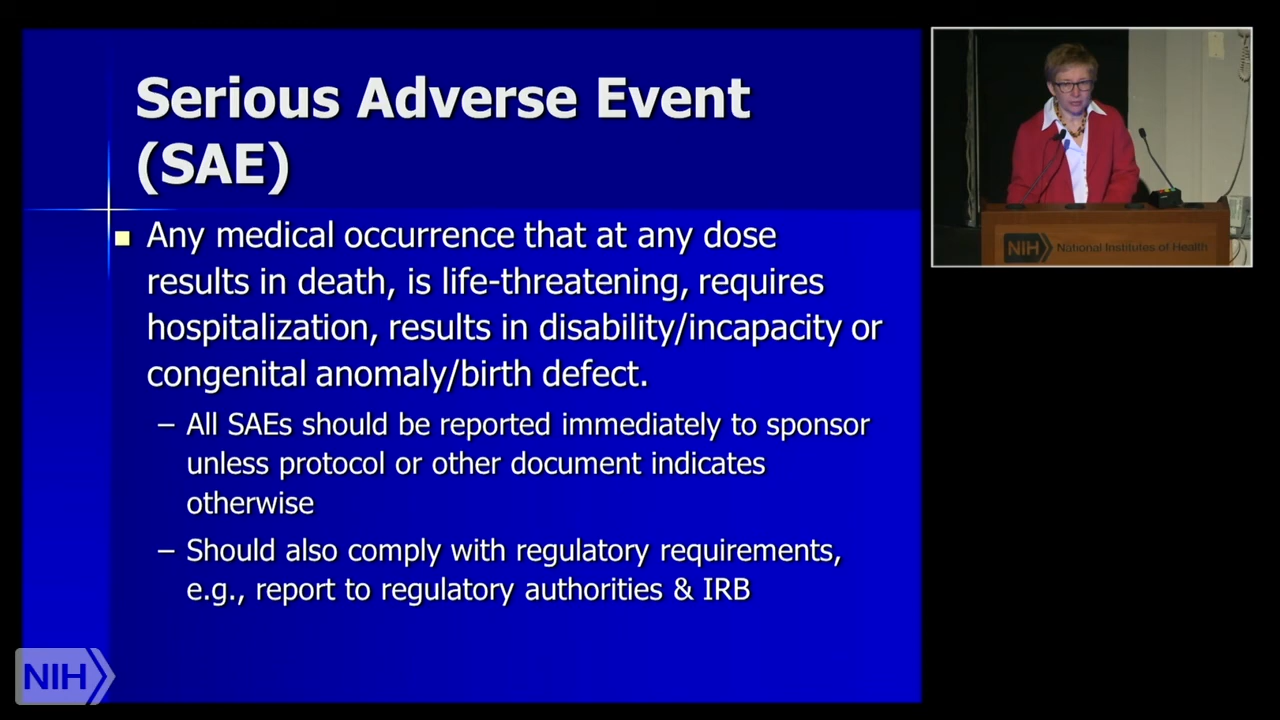 Serious Adverse Event
(SAE)
Any medical occurrence that at any dose
results in death, is life-threatening, requires
hospitalization, results in disability/incapacity or
congenital anomaly/birth defect.
– All SAEs should be reported immediately to sponsor
unless protocol or other document indicates
otherwise
– Should also comply with regulatory requirements,
e.g., report to regulatory authorities & IRB
NIH
NIH National Institutes of Health